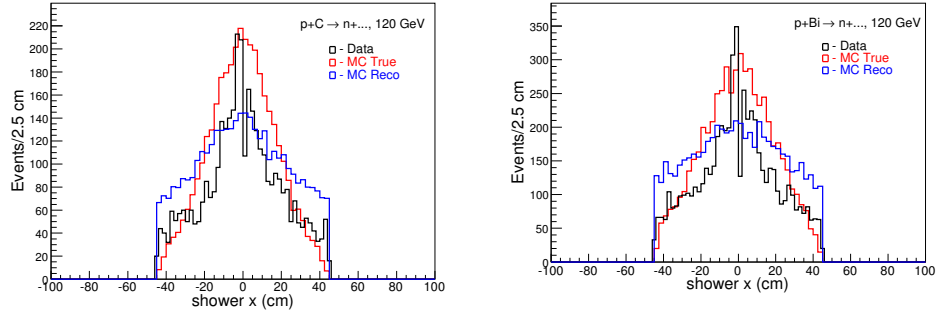 p+C → n+..., 120 GeV
- Data
- MC True
- MC Reco
Events/2.5 cm
220
200
180
160
140
120
100
80
60
40
20
0
-100 -80 -60 -40 -20 0 20 40 60 80 100
shower x (cm)
p+Bi → n+..., 120 GeV
- Data
- MC True
- MC Reco
Events/2.5 cm
350
300
250
200
150
100
50
0
-100 -80 -60 -40 -20 0 20 40 60 80 100
shower x (cm)